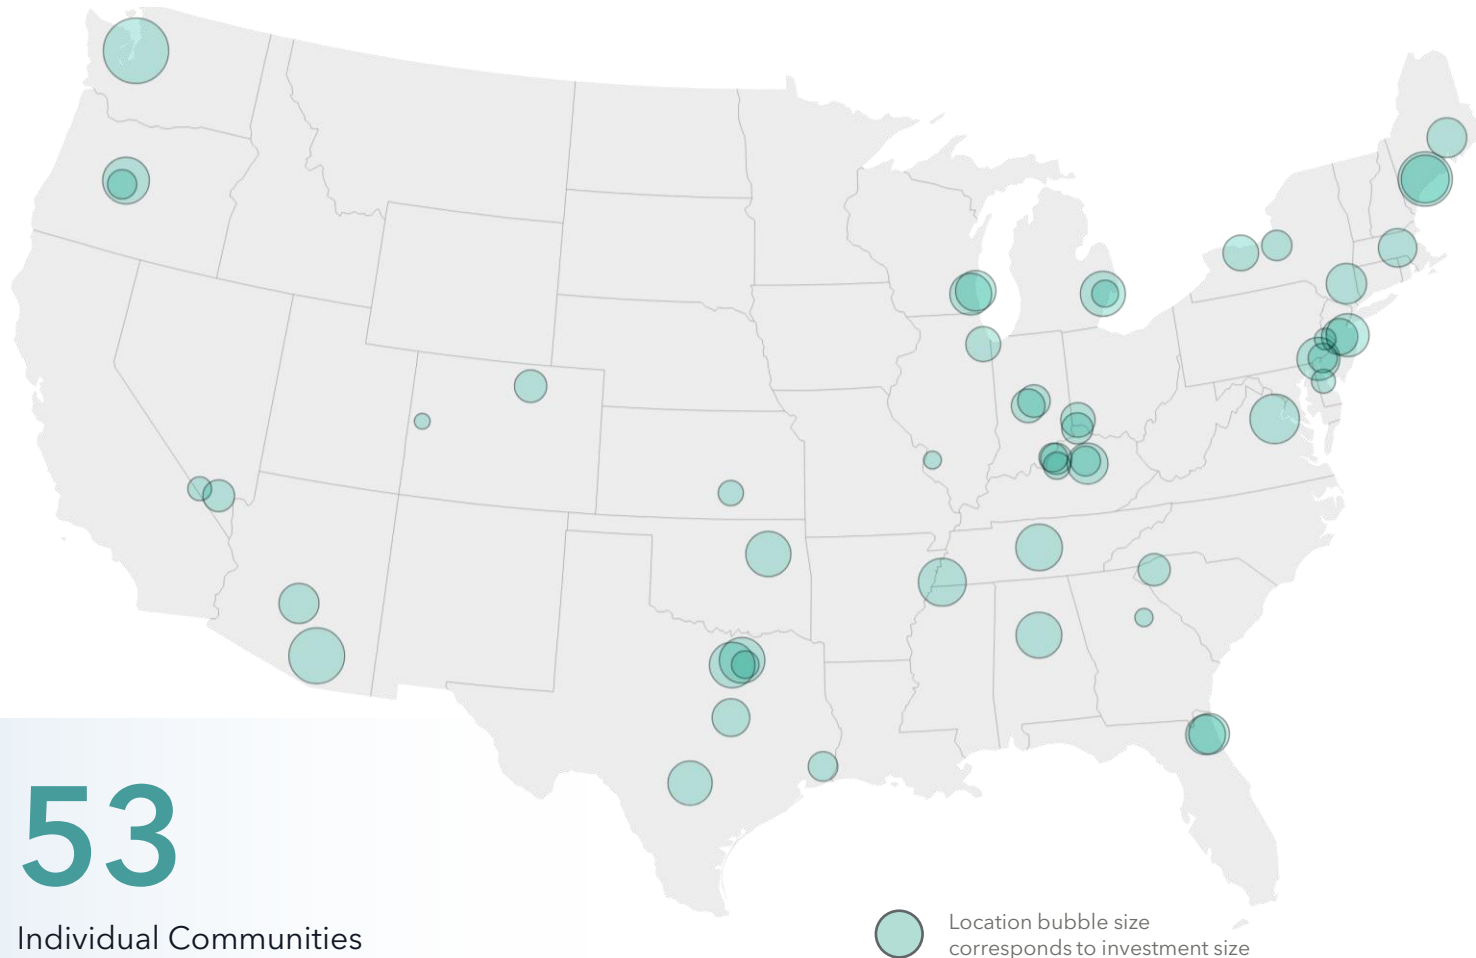 53
Individual Communities
Location bubble size
corresponds to investment size